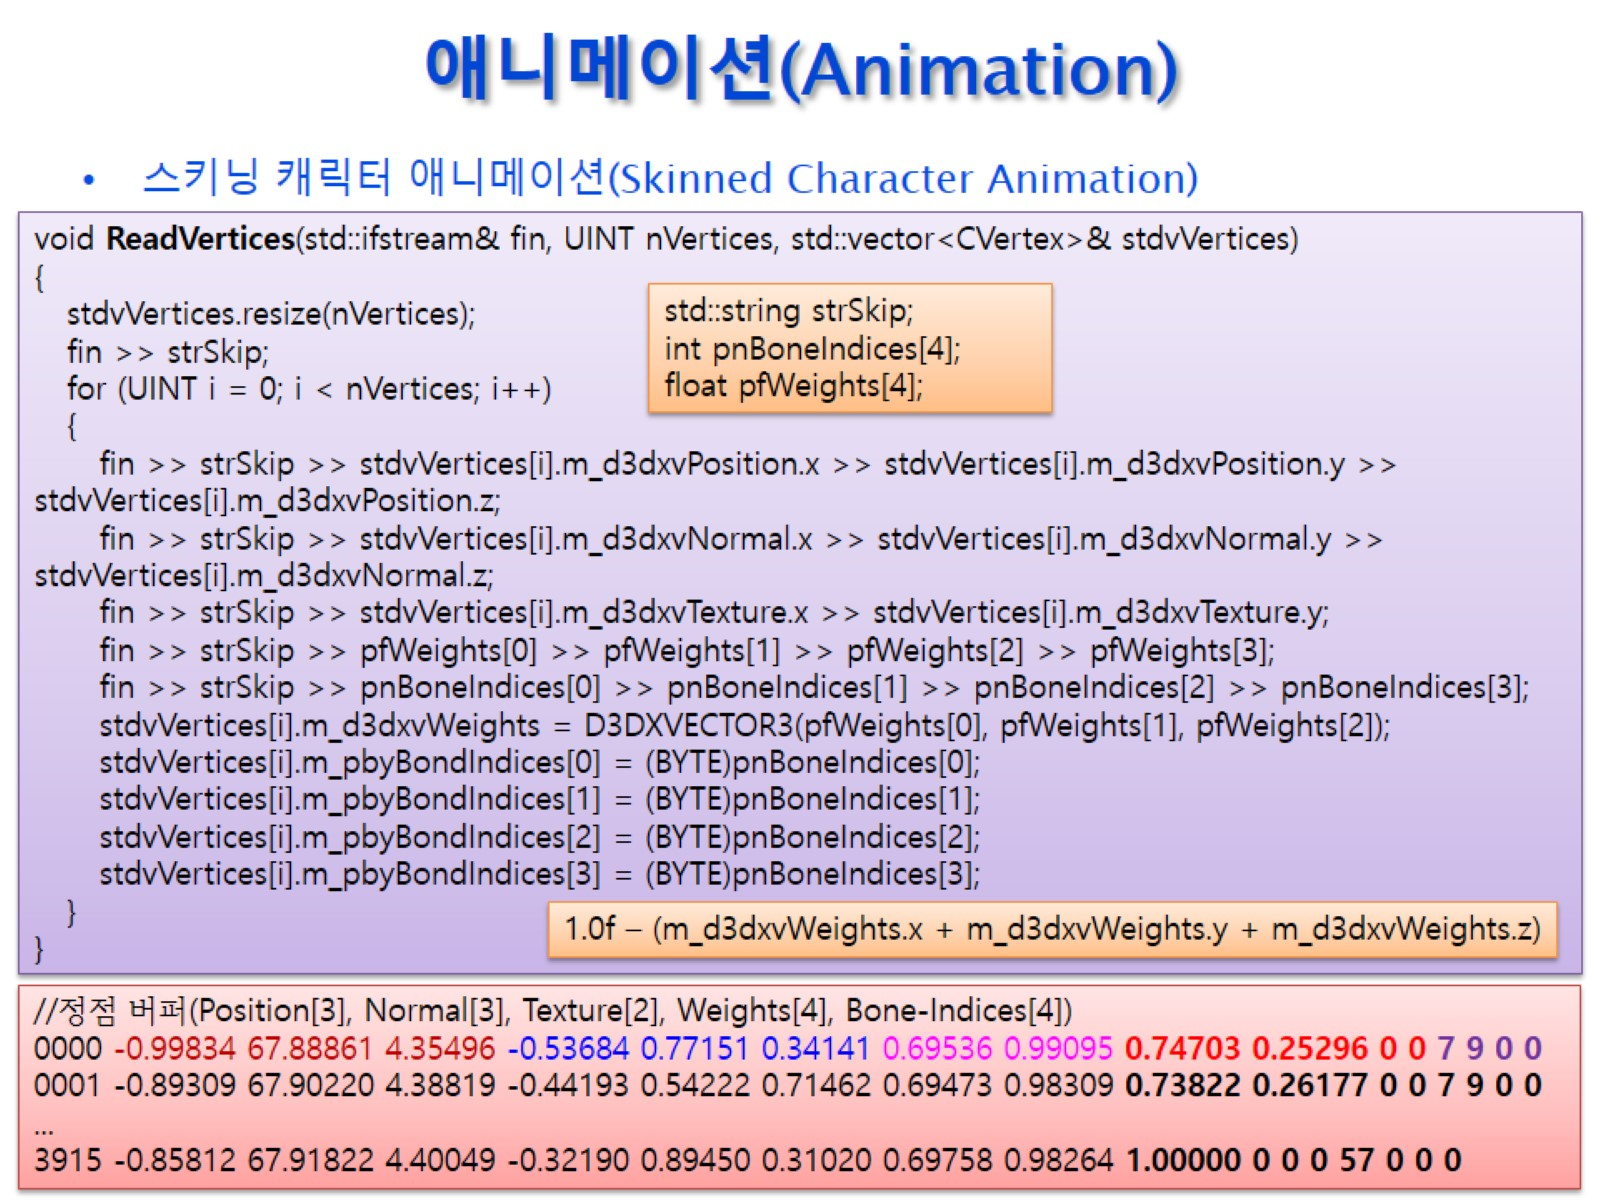 애니메이션(Animation)
• 스키닝 캐릭터 애니메이션(Skinned Character Animation)
void ReadVertices(std::ifstream& fin, UINT nVertices, std::vector<CVertex>& stdvVertices)
{
stdvVertices.resize(nVertices);
fin >> strSkip;
for (UINT i = 0; i < nVertices; i++)
{
std::string strSkip;
int pnBoneIndices[4];
float pfWeights[4];
fin >> strSkip >> stdvVertices[i].m_d3dxvPosition.x >> stdvVertices[i].m_d3dxvPosition.y >>
stdvVertices[i].m_d3dxvPosition.z;
fin >> strSkip >> stdvVertices[i].m_d3dxvNormal.x >> stdvVertices[i].m_d3dxvNormal.y >>
stdvVertices[i].m_d3dxvNormal.z;
fin >> strSkip >> stdvVertices[i].m_d3dxvTexture.x >> stdvVertices[i].m_d3dxvTexture.y;
fin >> strSkip >> pfWeights[0] >> pfWeights[1] >> pfWeights[2] >> pfWeights[3];
fin >> strSkip >> pnBoneIndices[0] >> pnBoneIndices[1] >> pnBoneIndices[2] >> pnBoneIndices[3];
stdvVertices[i].m_d3dxvWeights = D3DXVECTOR3(pfWeights[0], pfWeights[1], pfWeights[2]);
stdvVertices[i].m_pbyBondIndices[0] = (BYTE)pnBoneIndices[0];
stdvVertices[i].m_pbyBondIndices[1] = (BYTE)pnBoneIndices[1];
stdvVertices[i].m_pbyBondIndices[2] = (BYTE)pnBoneIndices[2];
stdvVertices[i].m_pbyBondIndices[3] = (BYTE)pnBoneIndices[3];
}
}
1.0f – (m_d3dxvWeights.x + m_d3dxvWeights.y + m_d3dxvWeights.z)
//정점 버퍼(Position[3], Normal[3], Texture[2], Weights[4], Bone-Indices[4])
0000 -0.99834 67.88861 4.35496 -0.53684 0.77151 0.34141 0.69536 0.99095 0.74703 0.25296 0 0 7 9 0 0
0001 -0.89309 67.90220 4.38819 -0.44193 0.54222 0.71462 0.69473 0.98309 0.73822 0.26177 0 0 7 9 0 0
...
3915 -0.85812 67.91822 4.40049 -0.32190 0.89450 0.31020 0.69758 0.98264 1.00000 0 0 0 57 0 0 0